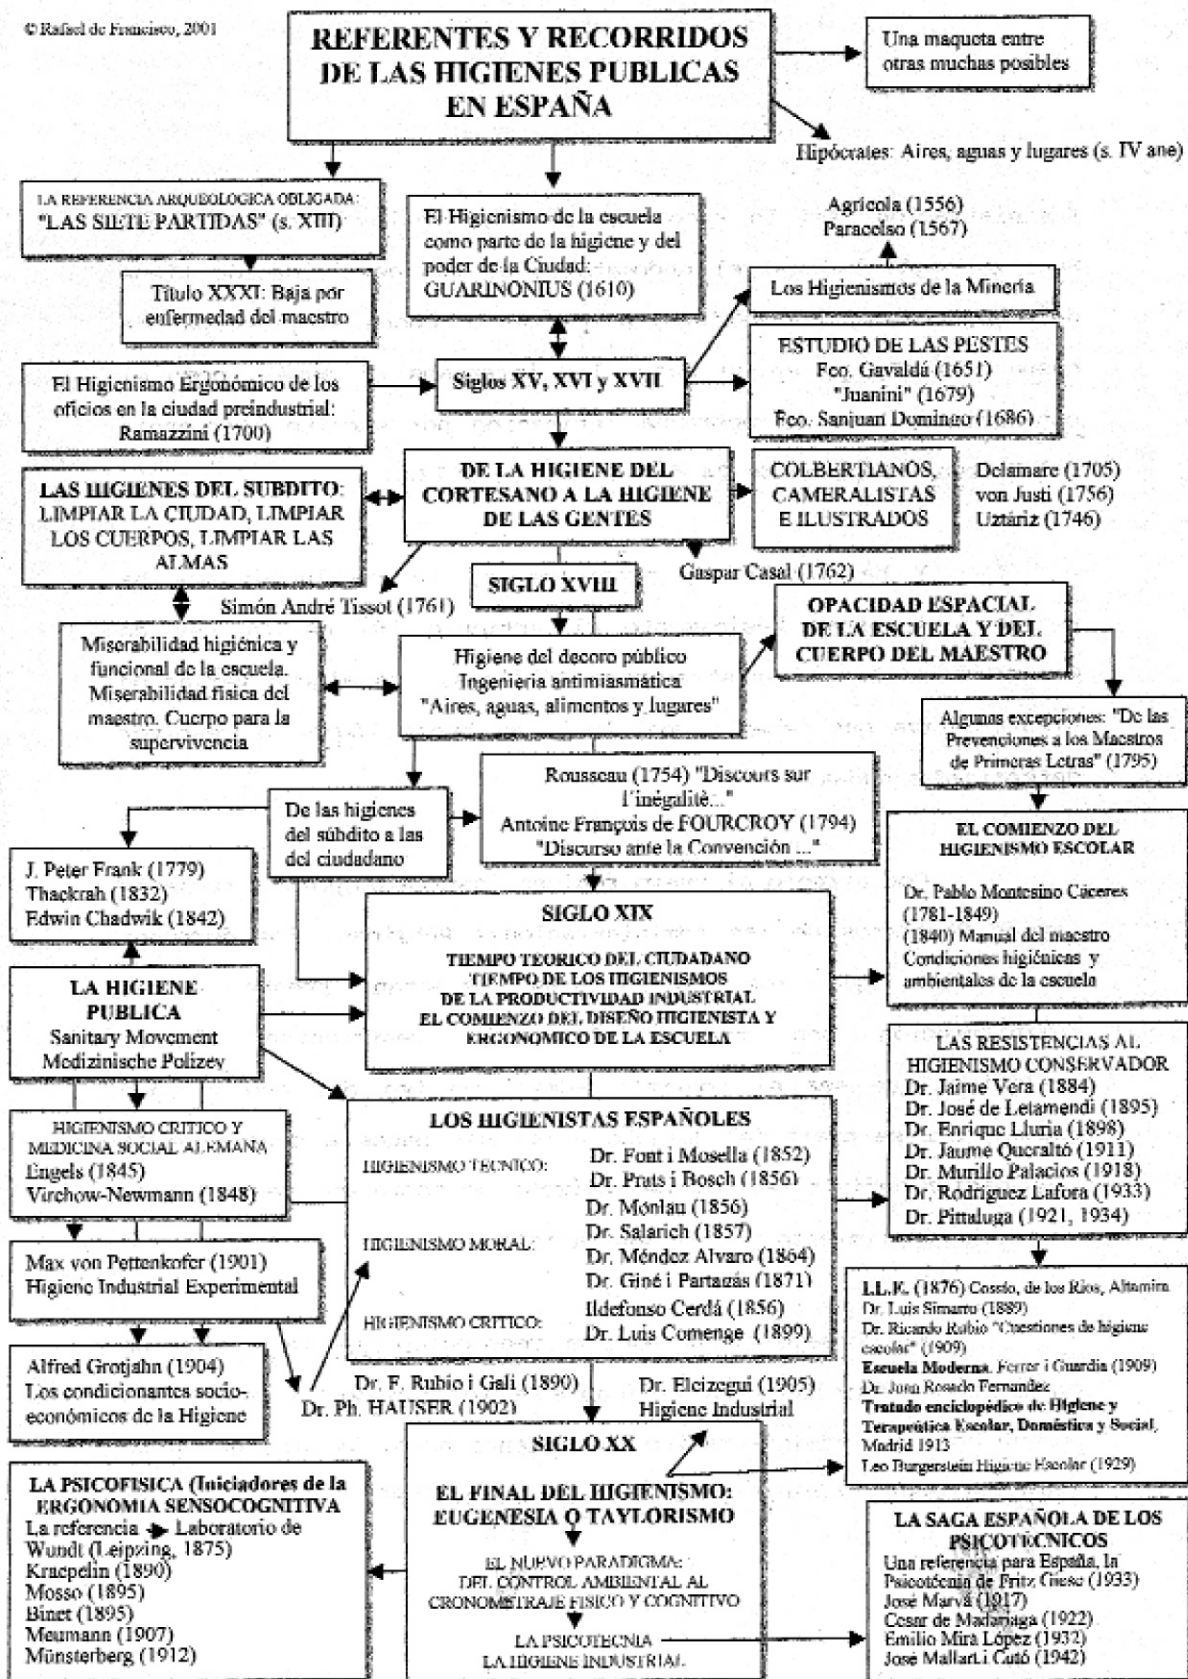 © Rafael de Francisco, 2001
REFERENTES Y RECORRIDOS
DE LAS HIGIENES PUBLICAS
EN ESPAÑA
Una maqueta entre
otras muchas posibles
Hipócrates: Aires, aguas y lugares (s. IV ane)
LA REFERENCIA ARQUEOLOGICA OBLIGADA:
"LAS SIETE PARTIDAS" (s. XIII)
Título XXXI: Baja por
enfermedad del maestro
El Higienismo de la escuela
como parte de la higiene y del
poder de la Ciudad:
GUARINONIUS (1610)
Agrícola (1556)
Paracelso (1567)
Los Higienismos de la Minería
El Higienismo Ergonómico de los
oficios en la ciudad preindustrial:
Ramazzini (1700)
Siglos XV, XVI y XVII
ESTUDIO DE LAS PESTES
Fco. Gavaldá (1651)
"Juanini" (1679)
Fco. Sanjuan Domingo (1686)
LAS HIGIENES DEL SUBDITO:
LIMPIAR LA CIUDAD, LIMPIAR
LOS CUERPOS, LIMPIAR LAS
ALMAS
DE LA HIGIENE DEL
CORTESANO A LA HIGIENE
DE LAS GENTES
COLBERTIANOS,
CAMERALISTAS
E ILUSTRADOS
Delamare (1705)
von Justi (1756)
Uztáriz (1746)
Simón André Tissot (1761)
Gaspar Casal (1762)
SIGLO XVIII
Miserabilidad higiénica y
funcional de la escuela.
Miserabilidad física del
maestro. Cuerpo para la
supervivencia
Higiene del decoro público
Ingeniería antimiasmática
"Aires, aguas, alimentos y lugares"
OPACIDAD ESPACIAL
DE LA ESCUELA Y DEL
CUERPO DEL MAESTRO
Algunas excepciones: "De las
Prevenciones a los Maestros
de Primeras Letras" (1795)
De las higienes
del súbdito a las
del ciudadano
Rousseau (1754) "Discours sur
l´inégalitè..."
Antoine François de FOURCROY (1794)
"Discurso ante la Convención ..."
J. Peter Frank (1779)
Thackrah (1832)
Edwin Chadwik (1842)
EL COMIENZO DEL
HIGIENISMO ESCOLAR
Dr. Pablo Montesino Cáceres
(1781-1849)
(1840) Manual del maestro
Condiciones higiénicas y
ambientales de la escuela
SIGLO XIX
TIEMPO TEORICO DEL CIUDADANO
TIEMPO DE LOS HIGIENISMOS
DE LA PRODUCTIVIDAD INDUSTRIAL
EL COMIENZO DEL DISEÑO HIGIENISTA Y
ERGONOMICO DE LA ESCUELA
LA HIGIENE
PUBLICA
Sanitary Movement
Medizinische Polizey
HIGIENISMO CRITICO Y
MEDICINA SOCIAL ALEMANA
Engels (1845)
Virchow-Newmann (1848)
LOS HIGIENISTAS ESPAÑOLES
HIGIENISMO TECNICO:
Dr. Font i Mosella (1852)
Dr. Prats i Bosch (1856)
HIGIENISMO MORAL:
Dr. Monlau (1856)
Dr. Salarich (1857)
Dr. Méndez Alvaro (1864)
Dr. Giné i Partagás (1871)
HIGIENISMO CRITICO:
Ildefonso Cerdá (1856)
Dr. Luis Comenge (1899)
LAS RESISTENCIAS AL
HIGIENISMO CONSERVADOR
Dr. Jaime Vera (1884)
Dr. José de Letamendi (1895)
Dr. Enrique Lluria (1898)
Dr. Jaume Queraltó (1911)
Dr. Murillo Palacios (1918)
Dr. Rodriguez Lafora (1933)
Dr. Pittaluga (1921, 1934)
Max von Pettenkofer (1901)
Higiene Industrial Experimental
Alfred Grotjahn (1904)
Los condicionantes socio-
económicos de la Higiene
Dr. F. Rubio i Gali (1890)
Dr. Ph. HAUSER (1902)
Dr. Eleizegui (1905)
Higiene Industrial
I.L.E. (1876) Cossío, de los Rios, Altamira
Dr. Luis Simarro (1889)
Dr. Ricardo Rubio "Cuestiones de higiene
escolar" (1909)
Escuela Moderna. Ferrer i Guardia (1909)
Dr. Juan Rosado Fernandez
Tratado enciclopédico de Higiene y
Terapeútica Escolar, Doméstica y Social,
Madrid 1913
Leo Burgerstein Higiene Escolar (1929)
SIGLO XX
EL FINAL DEL HIGIENISMO:
EUGENESIA O TAYLORISMO
EL NUEVO PARADIGMA:
DEL CONTROL AMBIENTAL AL
CRONOMETRAJE FISICO Y COGNITIVO
LA PSICOTECNIA
LA HIGIENE INDUSTRIAL
LA PSICOFISICA (Iniciadores de la
ERGONOMIA SENSOCOGNITIVA
La referencia Laboratorio de
Wundt (Leipzing, 1875)
Kraepelin (1890)
Mosso (1895)
Binet (1895)
Meumann (1907)
Münsterberg (1912)
LA SAGA ESPAÑOLA DE LOS
PSICOTÉCNICOS
Una referencia para España, la
Psicotécnia de Fritz Giese (1933)
José Marvá (1917)
Cesar de Madariaga (1922)
Emilio Mira López (1932)
José Mallart i Cutó (1942)